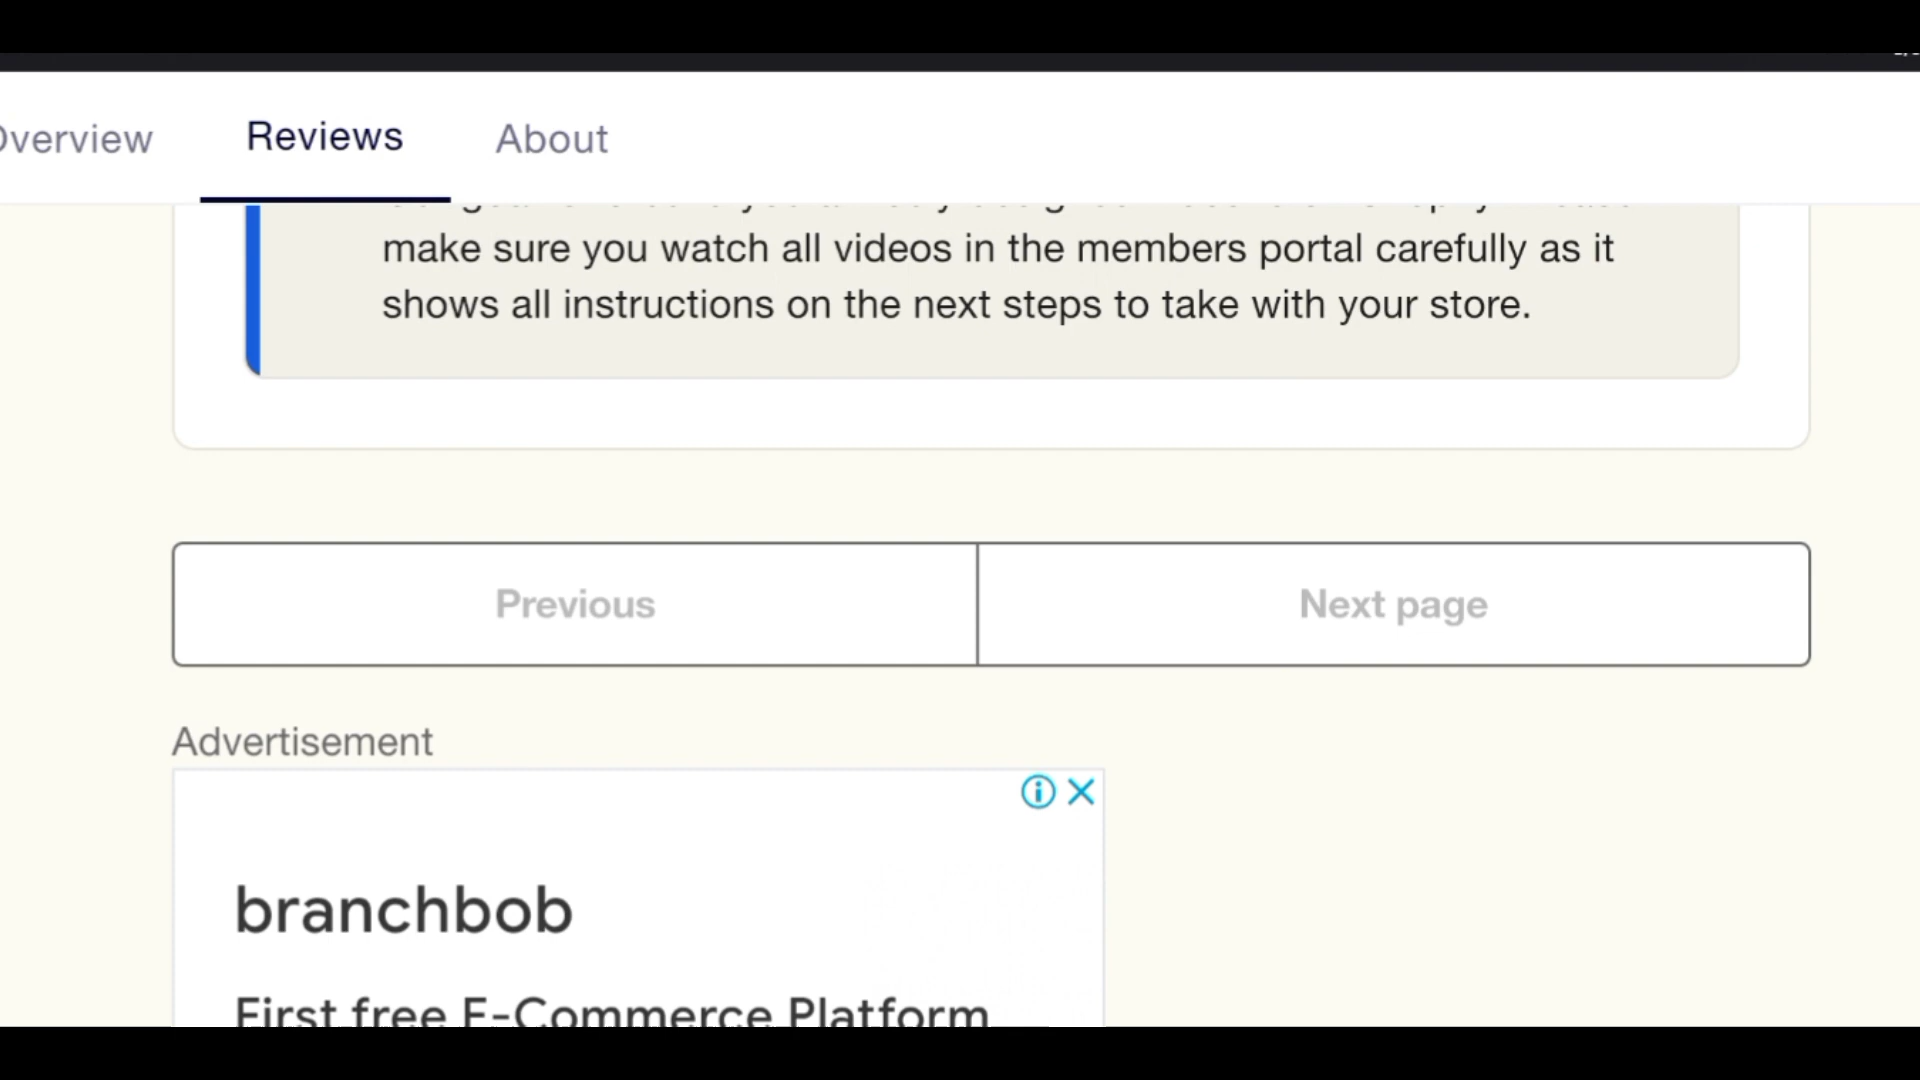 Overview Reviews About
make sure you watch all videos in the members portal carefully as it
shows all instructions on the next steps to take with your store.
Previous Next page
Advertisement
branchbob
First free E-Commerce Platform